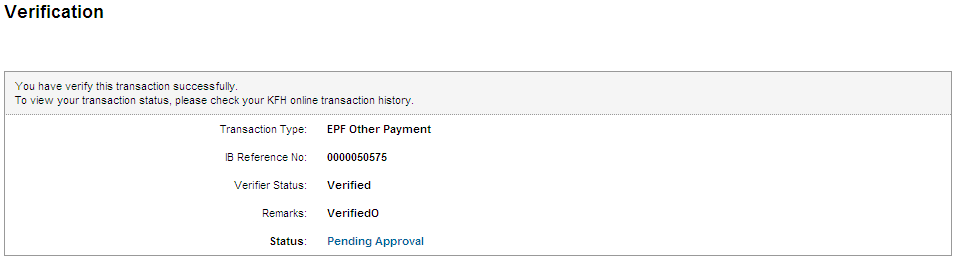 Verification
You have verify this transaction successfully.
To view your transaction status, please check your KFH online transaction history.
Transaction Type: EPF Other Payment
IB Reference No: 0000050575
Verifier Status: Verified
Remarks: VerifiedO
Status: Pending Approval